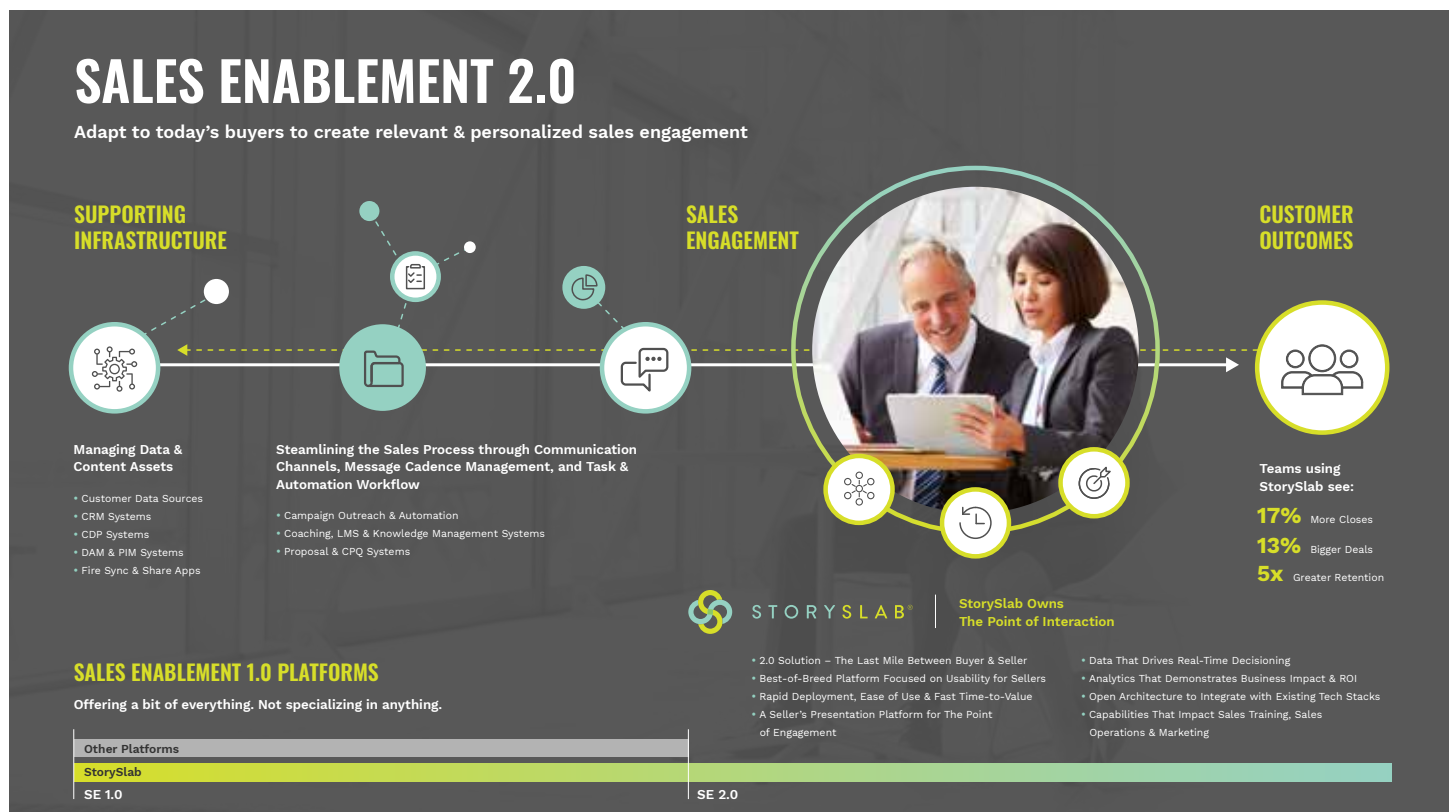 SALES ENABLEMENT 2.0
Adapt to today’s buyers to create relevant & personalized sales engagement
SUPPORTING
INFRASTRUCTURE
SALES
ENGAGEMENT
CUSTOMER
OUTCOMES
Managing Data &
Content Assets
• Customer Data Sources
• CRM Systems
• CDP Systems
• DAM & PIM Systems
• Fire Sync & Share Apps
Steamlining the Sales Process through Communication
Channels, Message Cadence Management, and Task &
Automation Workflow
• Campaign Outreach & Automation
• Coaching, LMS & Knowledge Management Systems
• Proposal & CPQ Systems
Teams using
StorySlab see:
17% More Closes
13% Bigger Deals
5x Greater Retention
STORYSLAB®
StorySlab Owns
The Point of Interaction
• 2.0 Solution – The Last Mile Between Buyer & Seller
• Best-of-Breed Platform Focused on Usability for Sellers
• Rapid Deployment, Ease of Use & Fast Time-to-Value
• A Seller’s Presentation Platform for The Point
of Engagement
• Data That Drives Real-Time Decisioning
• Analytics That Demonstrates Business Impact & ROI
• Open Architecture to Integrate with Existing Tech Stacks
• Capabilities That Impact Sales Training, Sales
Operations & Marketing
SALES ENABLEMENT 1.0 PLATFORMS
Offering a bit of everything. Not specializing in anything.
Other Platforms
StorySlab
SE 1.0
SE 2.0